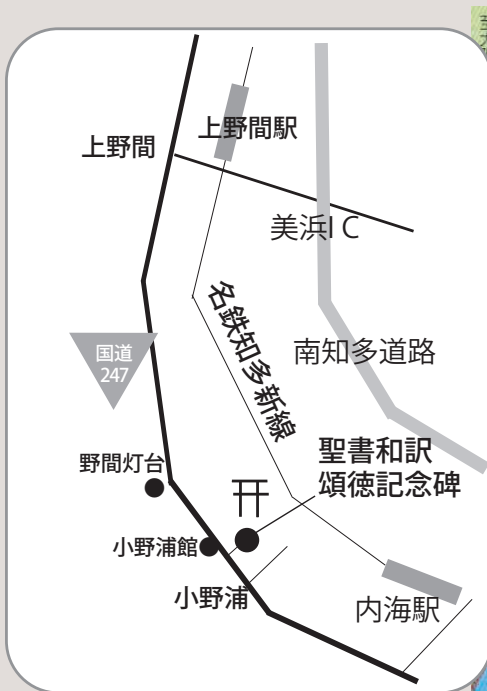 上野間駅
上野間
美浜I C
名鉄知多新線
国道
247
南知多道路
聖書和訳
頌徳記念碑
野間灯台
小野浦館
小野浦
内海駅